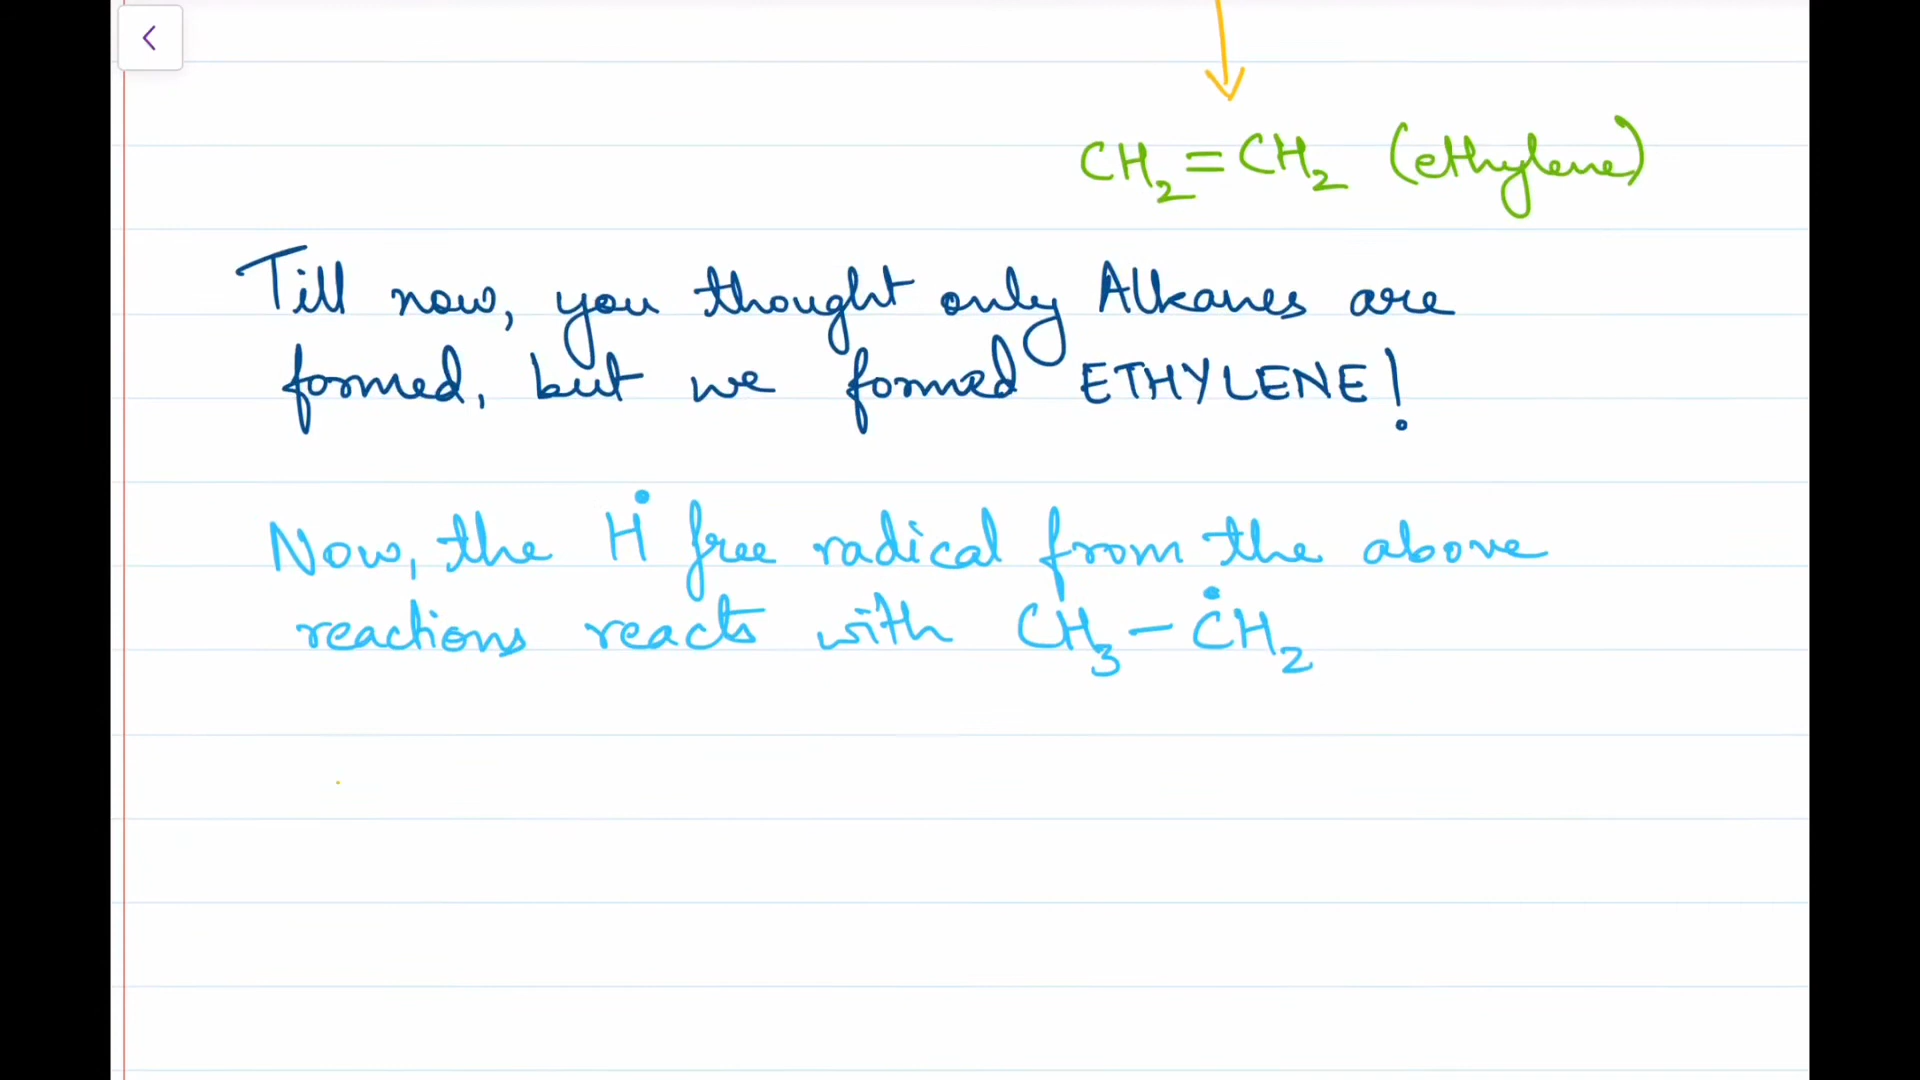 CH₂=CH₂ (ethylene)
Till now, you thought only Alkanes are
formed, but we formed ETHYLENE!
Now, the Ḣ free radical from the above
reactions reacts with CH₃-ĊH₂